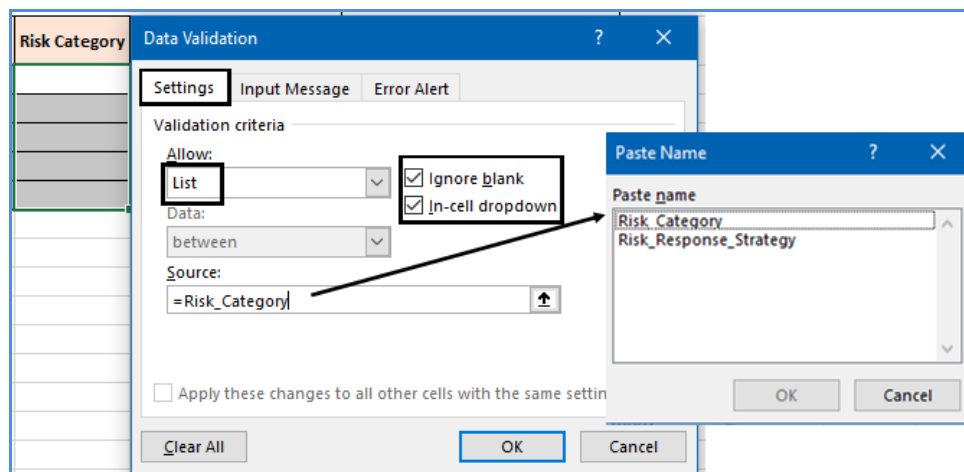 Risk Category
Data Validation
?
Settings
Input Message
Error Alert
Validation criteria
Allow:
List
Ignore blank
In-cell dropdown
Data:
between
Source:
=Risk_Category
Apply these changes to all other cells with the same settin
Clear All
OK
Cancel
Paste Name
?
Paste name
Risk_Category
Risk_Response_Strategy
OK
Cancel